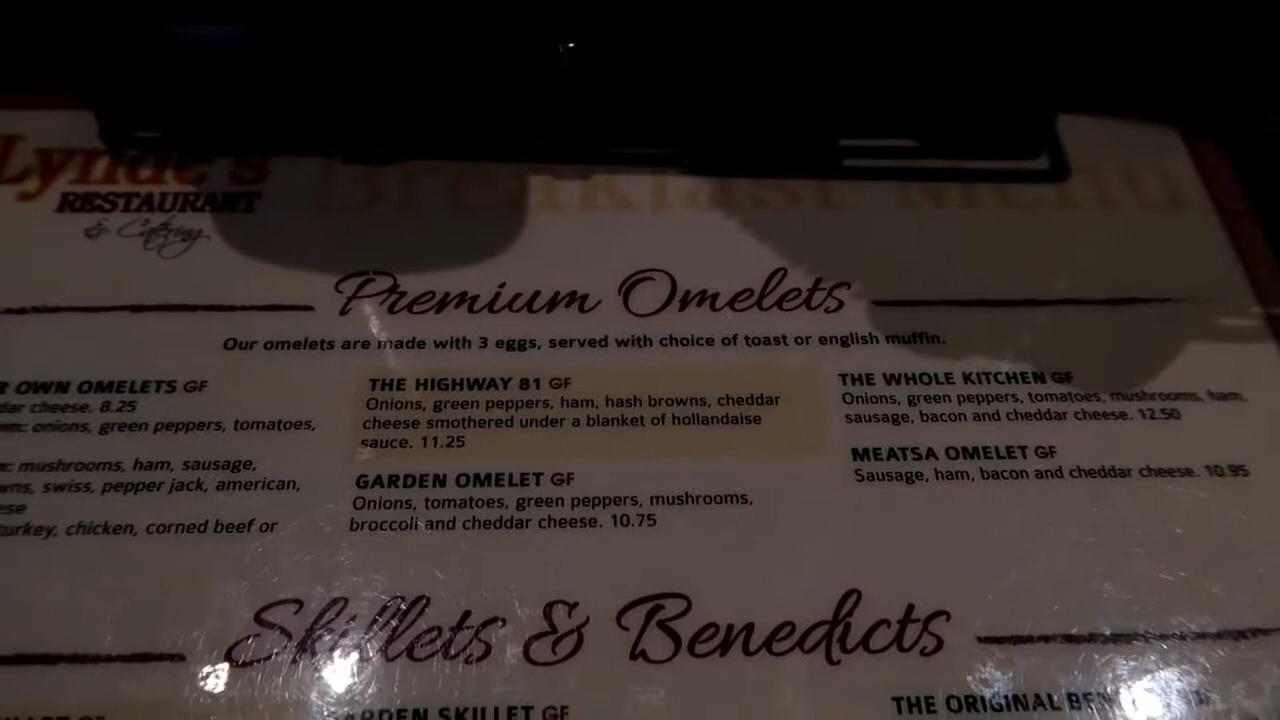 Lynde's
RESTAURANT
& Catering
Breakfast Menu
Premium Omelets
Our omelets are made with 3 eggs, served with choice of toast or english muffin.
OWN OMELETS GF
cheese. 8.25
onions, green peppers, tomatoes,
mushrooms, ham, sausage,
swiss, pepper jack, american,
turkey, chicken, corned beef or
THE HIGHWAY 81 GF
Onions, green peppers, ham, hash browns, cheddar
cheese smothered under a blanket of hollandaise
sauce. 11.25
GARDEN OMELET GF
Onions, tomatoes, green peppers, mushrooms,
broccoli and cheddar cheese. 10.75
THE WHOLE KITCHEN GF
Onions, green peppers, tomatoes, mushrooms, ham,
sausage, bacon and cheddar cheese. 12.50
MEATSA OMELET GF
Sausage, ham, bacon and cheddar cheese. 10.95
Skillets & Benedicts
SKILLET GF
THE ORIGINAL